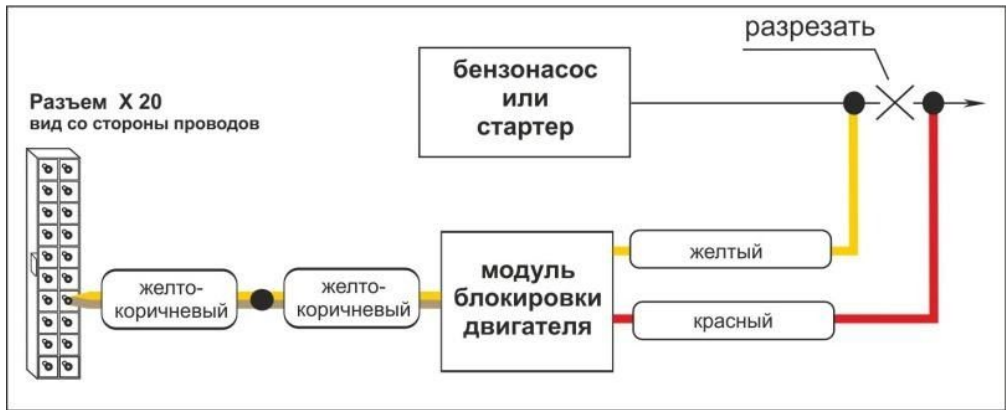 разрезать
бензонасос
или
стартер
Разъем X 20
вид со стороны проводов
желто-
коричневый
желто-
коричневый
модуль
блокировки
двигателя
желтый
красный